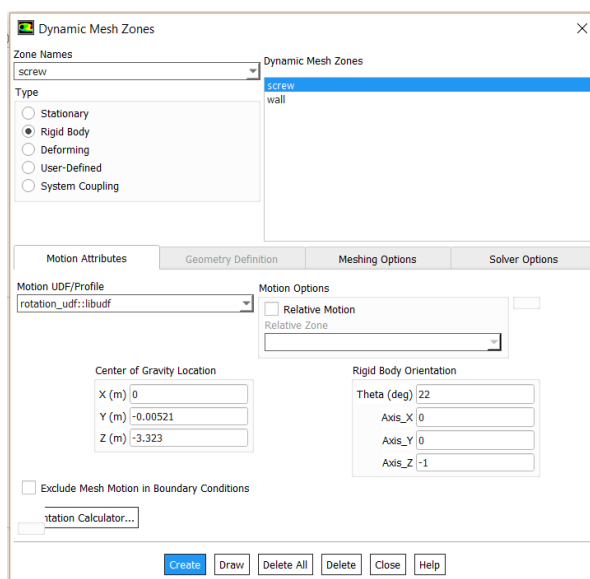 Dynamic Mesh Zones
Zone Names
screw
Type
Stationary
Rigid Body
Deforming
User-Defined
System Coupling
Dynamic Mesh Zones
screw
wall
Motion Attributes
Geometry Definition
Meshing Options
Solver Options
Motion UDF/Profile
rotation_udf::libudf
Motion Options
Relative Motion
Relative Zone
Center of Gravity Location
X (m) 0
Y (m) -0.00521
Z (m) -3.323
Rigid Body Orientation
Theta (deg) 22
Axis_X 0
Axis_Y 0
Axis_Z -1
Exclude Mesh Motion in Boundary Conditions
ntation Calculator...
Create Draw Delete All Delete Close Help